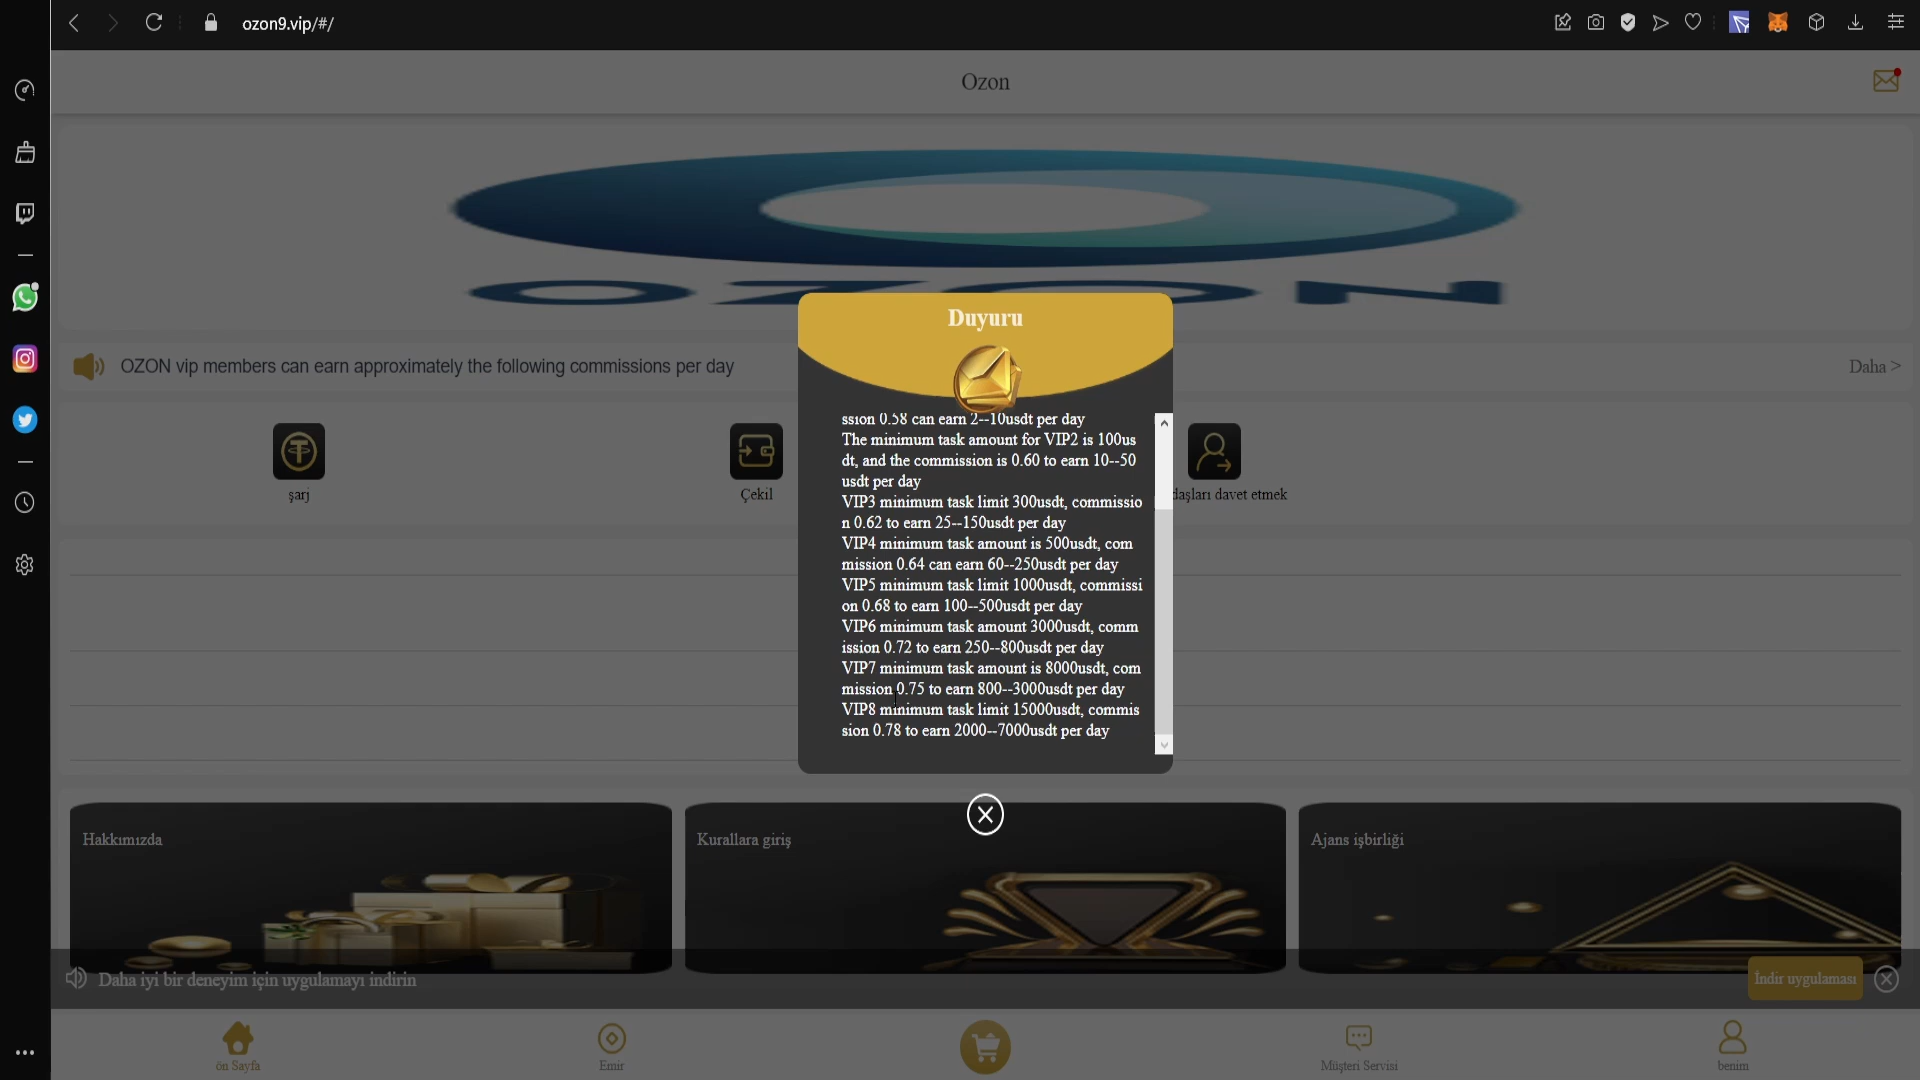 ozon9.vip/#/
Ozon
OZON
Duyuru
OZON vip members can earn approximately the following commissions per day
Daha >
ssion 0.58 can earn 2--10usdt per day
The minimum task amount for VIP2 is 100us
dt, and the commission is 0.60 to earn 10--50
usdt per day
VIP3 minimum task limit 300usdt, commissio
n 0.62 to earn 25--150usdt per day
VIP4 minimum task amount is 500usdt, com
mission 0.64 can earn 60--250usdt per day
VIP5 minimum task limit 1000usdt, commissi
on 0.68 to earn 100--500usdt per day
VIP6 minimum task amount 3000usdt, comm
ission 0.72 to earn 250--800usdt per day
VIP7 minimum task amount is 8000usdt, com
mission 0.75 to earn 800--3000usdt per day
VIP8 minimum task limit 15000usdt, commis
sion 0.78 to earn 2000--7000usdt per day
şarj
Çekil
daşları davet etmek
Hakkımızda
Kurallara giriş
Ajans işbirliği
Daha iyi bir deneyim için uygulamayı indirin
İndir uygulaması
ön Sayfa
Emir
Müşteri Servisi
benim